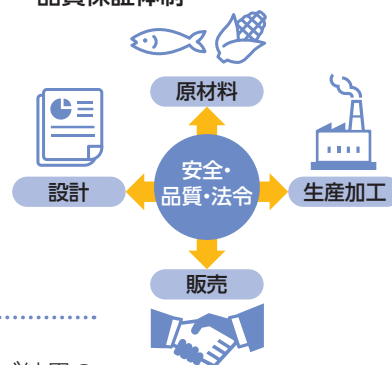 品質保証体制
原材料
安全・
品質・法令
設計
生産加工
販売